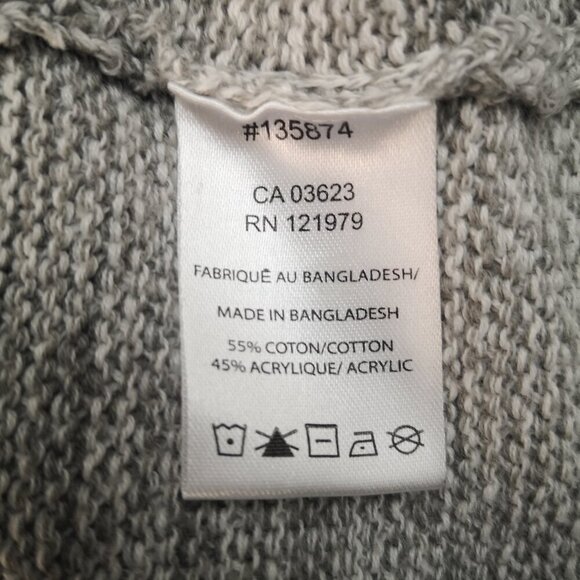 #135874
CA 03623
RN 121979
FABRIQUÉ AU BANGLADESH/
MADE IN BANGLADESH
55% COTON/COTTON
45% ACRYLIQUE/ ACRYLIC